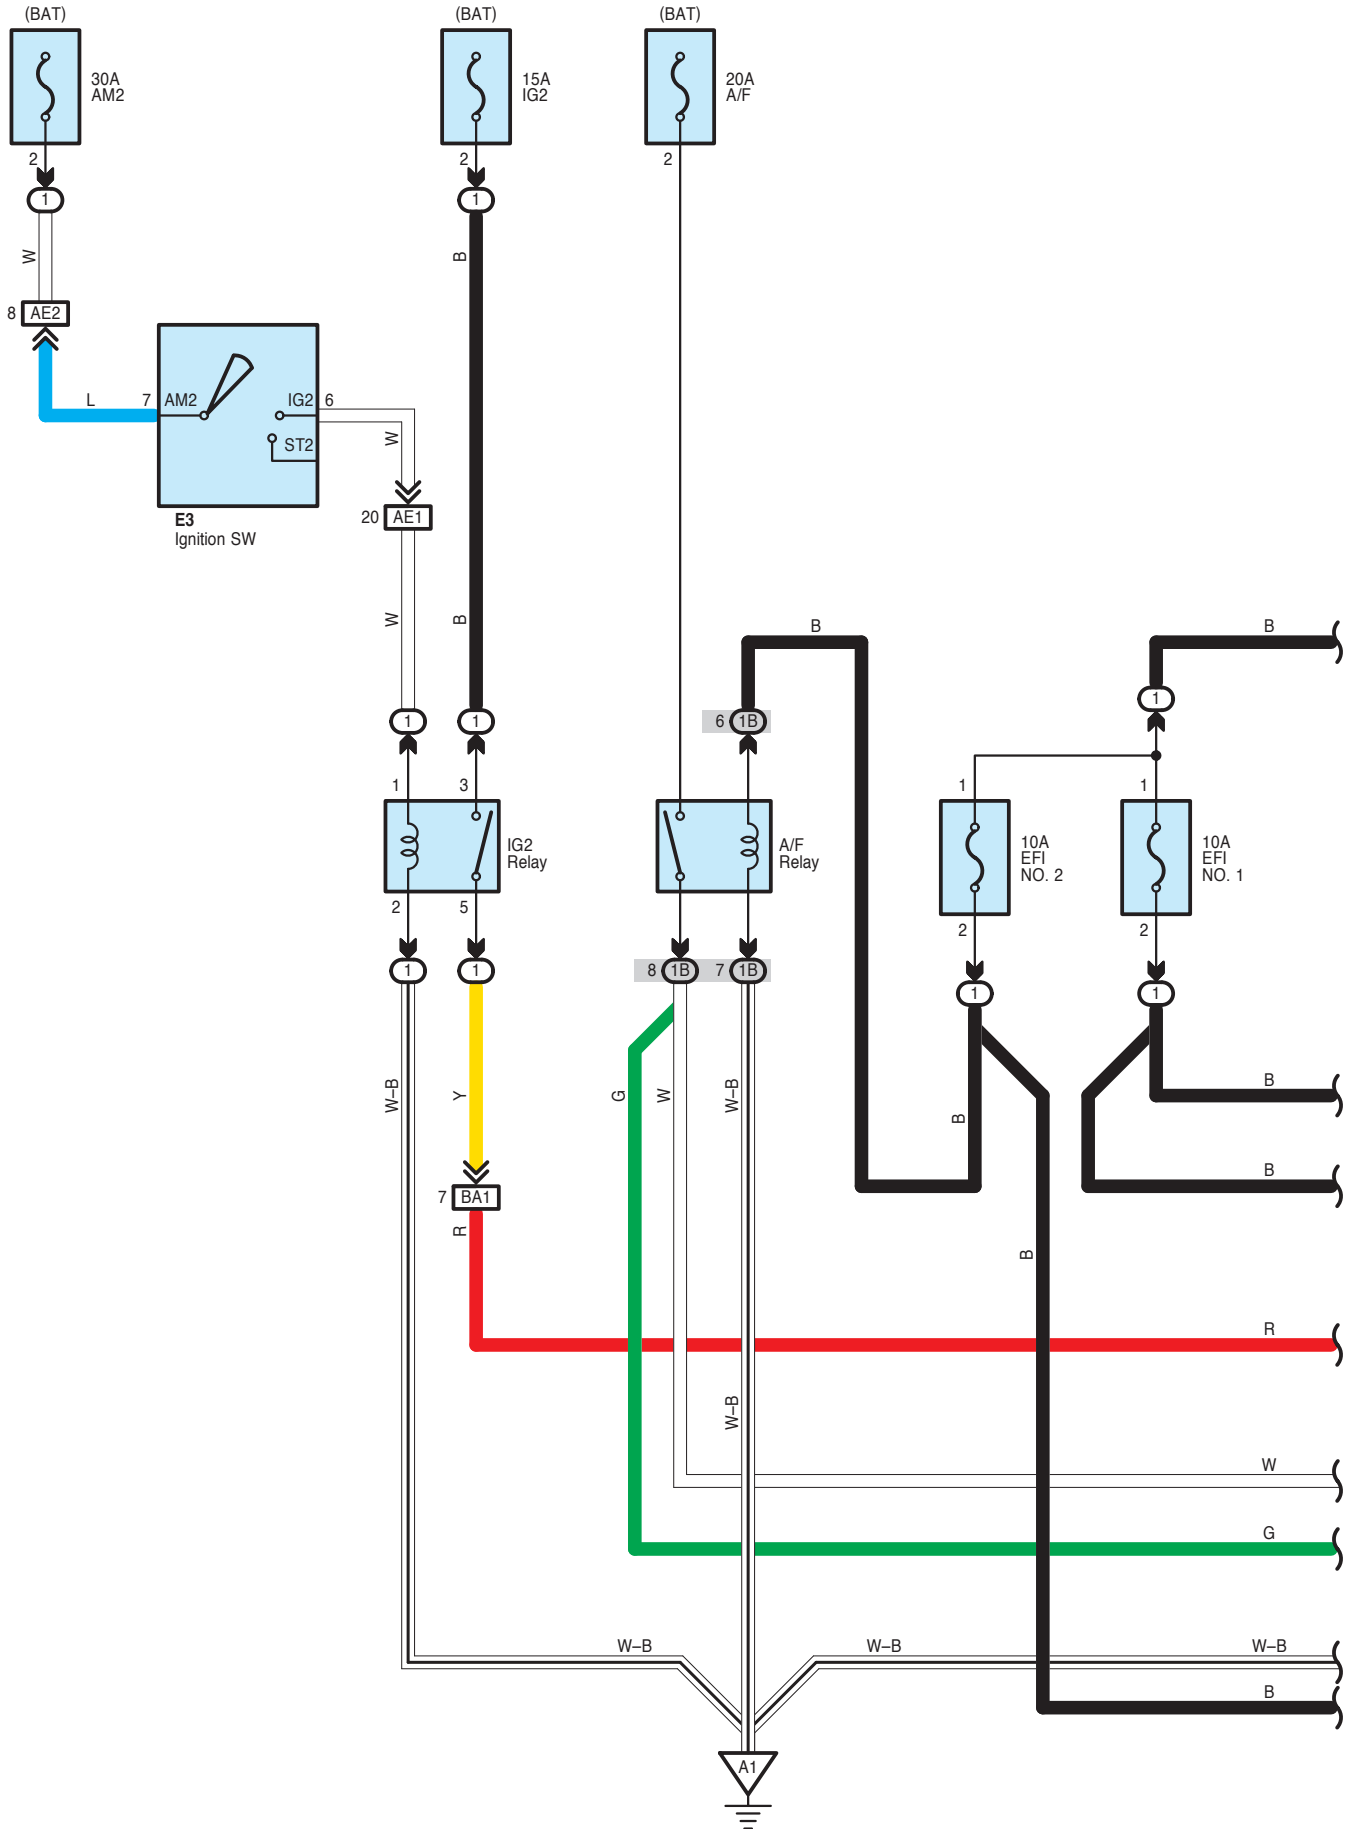 (BAT)
(BAT)
(BAT)
30A
AM2
15A
IG2
20A
A/F
2
2
2
1
1
W
B
8
AE2
L
7
AM2
IG2
6
ST2
W
E3
Ignition SW
20
AE1
W
B
B
B
1
1
6
1B
1
1
3
1
1
IG2
Relay
A/F
Relay
10A
EFI
NO. 2
10A
EFI
NO. 1
2
5
2
2
1
1
8
1B
7
1B
1
1
W–B
Y
G
W
W–B
B
B
B
7
BA1
R
B
R
W–B
W
G
W–B
W–B
W–B
B
A1